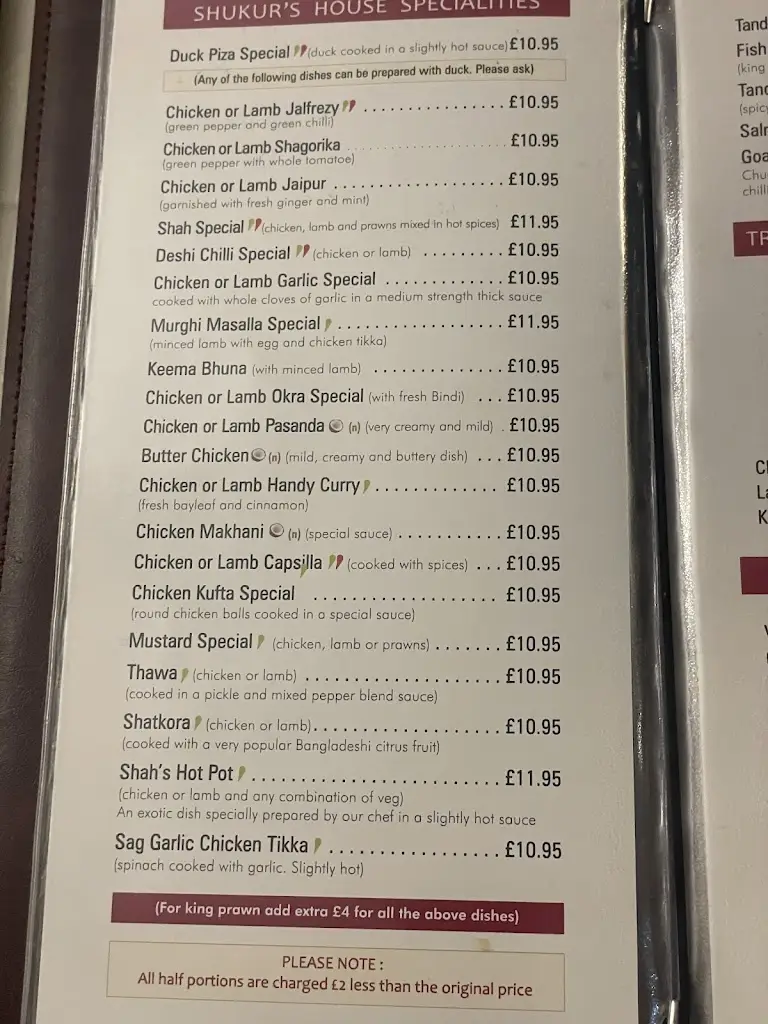 SHUKUR'S HOUSE SPECIALITIES
Duck Piza Special (duck cooked in a slightly hot sauce) £10.95
(Any of the following dishes can be prepared with duck. Please ask)
Chicken or Lamb Jalfrezy ................ £10.95
(green pepper and green chilli)
Chicken or Lamb Shagorika ................ £10.95
(green pepper with whole tomatoe)
Chicken or Lamb Jaipur ................... £10.95
(garnished with fresh ginger and mint)
Shah Special (chicken, lamb and prawns mixed in hot spices) £11.95
Deshi Chilli Special (chicken or lamb) ......... £10.95
Chicken or Lamb Garlic Special ............. £10.95
cooked with whole cloves of garlic in a medium strength thick sauce
Murghi Masalla Special .................. £11.95
(minced lamb with egg and chicken tikka)
Keema Bhuna (with minced lamb) .............. £10.95
Chicken or Lamb Okra Special (with fresh Bindi) ... £10.95
Chicken or Lamb Pasanda (n) (very creamy and mild) . £10.95
Butter Chicken (n) (mild, creamy and buttery dish) ... £10.95
Chicken or Lamb Handy Curry ............. £10.95
(fresh bayleaf and cinnamon)
Chicken Makhani (n) (special sauce) ........... £10.95
Chicken or Lamb Capsilla (cooked with spices) ... £10.95
Chicken Kufta Special ................... £10.95
(round chicken balls cooked in a special sauce)
Mustard Special (chicken, lamb or prawns) ....... £10.95
Thawa (chicken or lamb) .................... £10.95
(cooked in a pickle and mixed pepper blend sauce)
Shatkora (chicken or lamb) ................... £10.95
(cooked with a very popular Bangladeshi citrus fruit)
Shah's Hot Pot .......................... £11.95
(chicken or lamb and any combination of veg)
An exotic dish specially prepared by our chef in a slightly hot sauce
Sag Garlic Chicken Tikka ................. £10.95
(spinach cooked with garlic. Slightly hot)
(For king prawn add extra £4 for all the above dishes)
PLEASE NOTE :
All half portions are charged £2 less than the original price
Fish
(king
(spicy